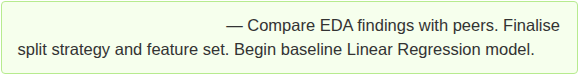 — Compare EDA findings with peers. Finalise
split strategy and feature set. Begin baseline Linear Regression model.